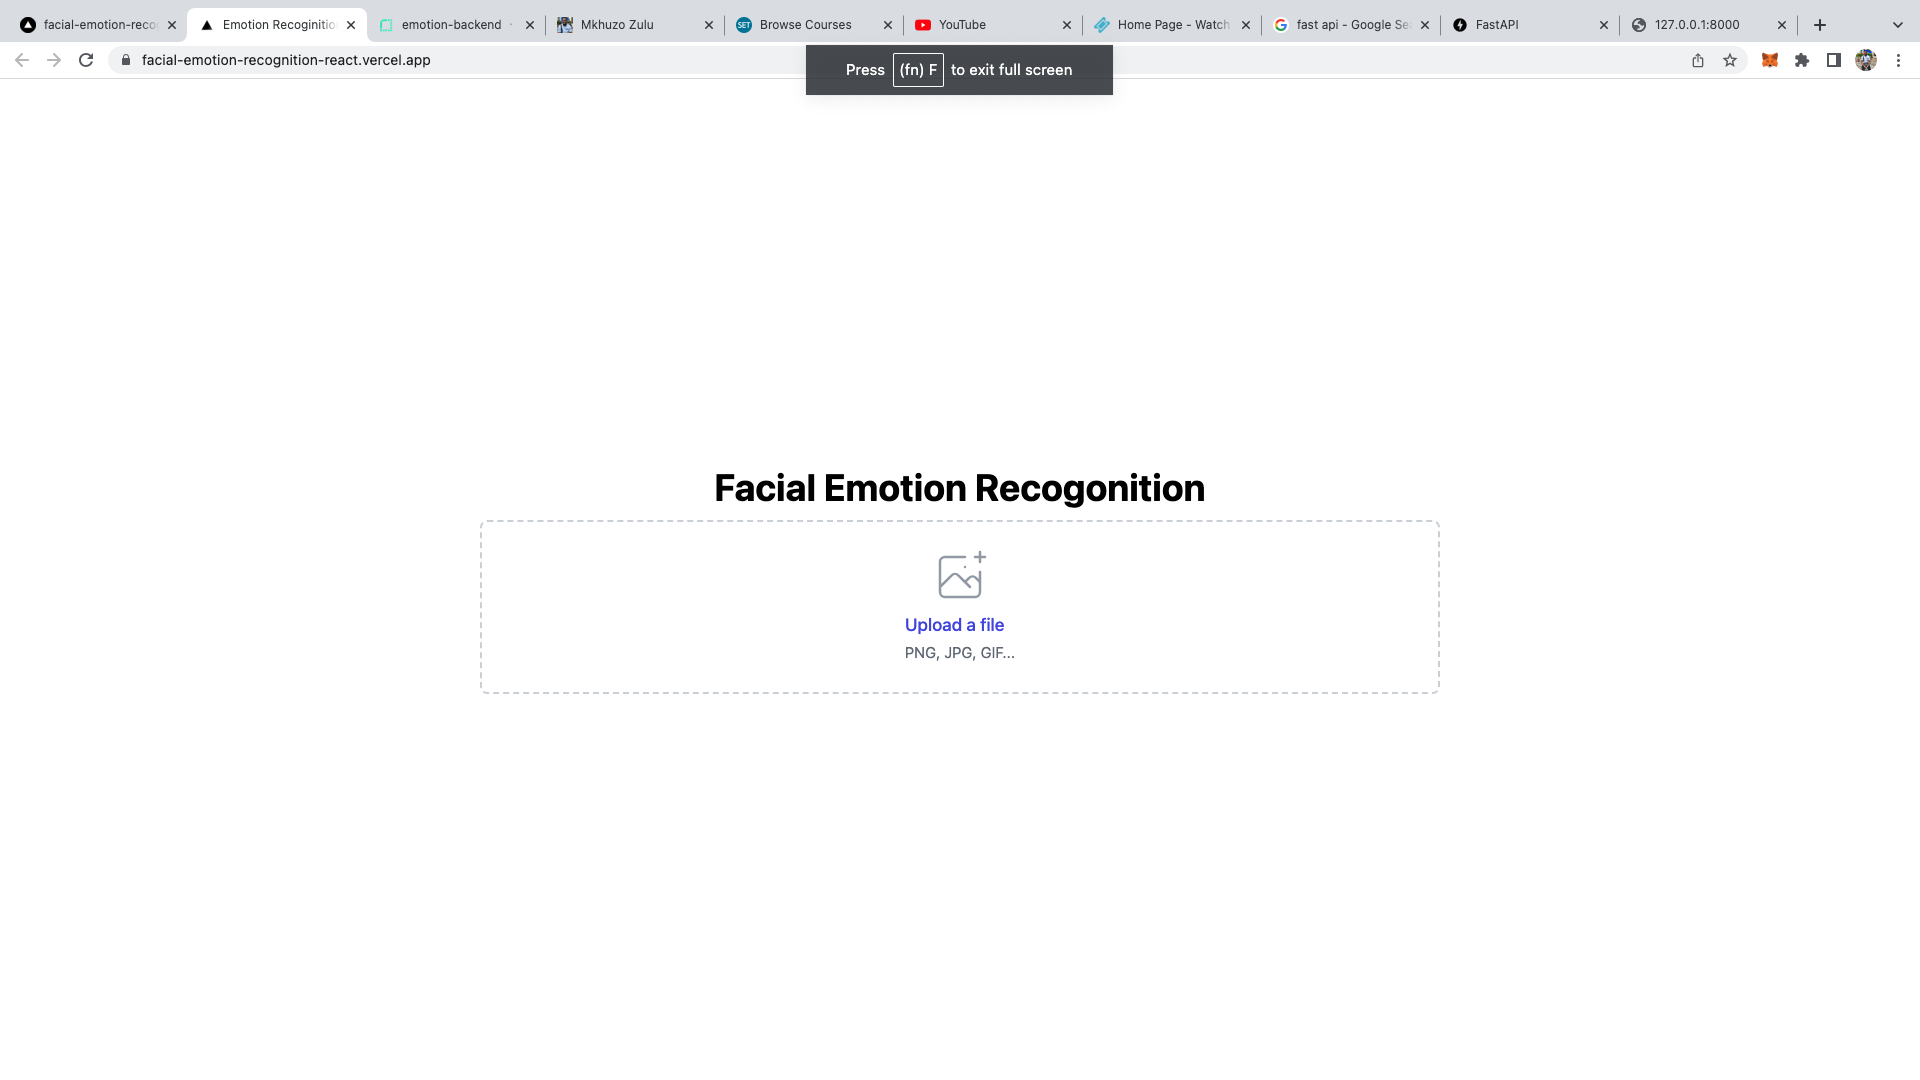 facial-emotion-reco
Emotion Recoginitio
emotion-backend
Mkhuzo Zulu
SET
Browse Courses
YouTube
Home Page - Watch
fast api - Google Se
FastAPI
127.0.0.1:8000
facial-emotion-recognition-react.vercel.app
Press (fn) F to exit full screen
Facial Emotion Recogonition
Upload a file
PNG, JPG, GIF...